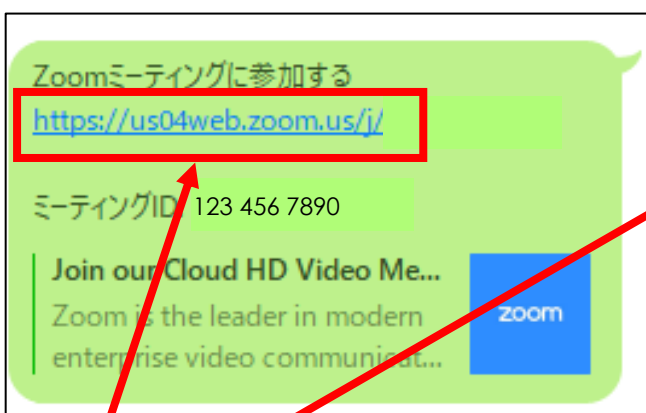 Zoomミーティングに参加する
https://us04web.zoom.us/j/
ミーティングID: 123 456 7890
Join our Cloud HD Video Me...
Zoom is the leader in modern
enterprise video communicat...
zoom